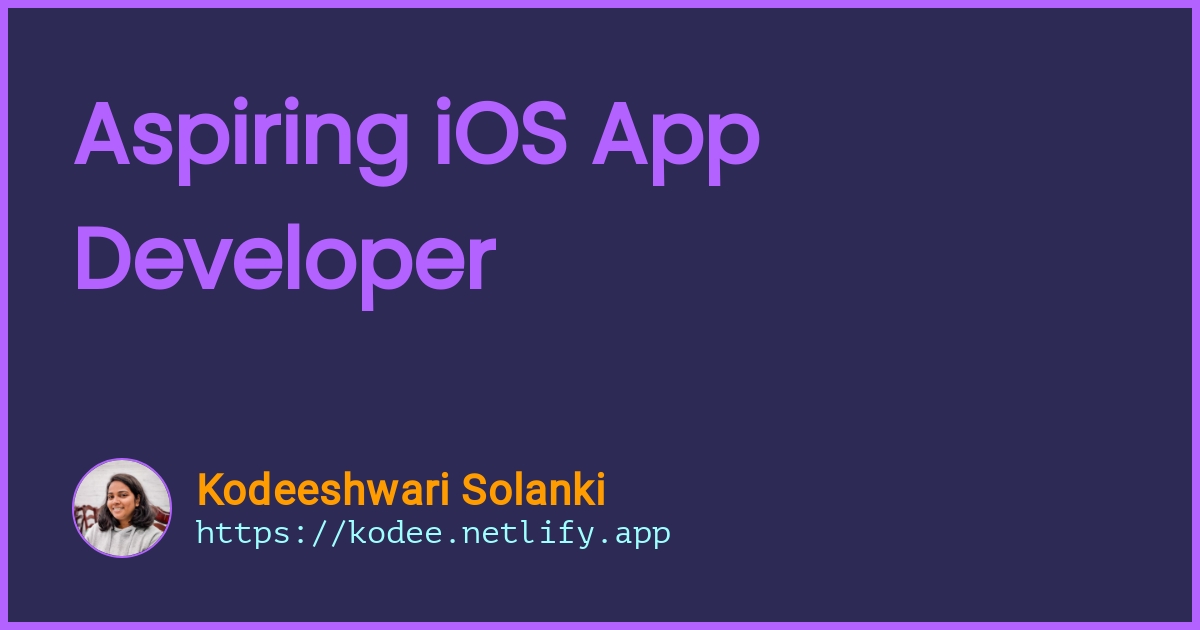 Aspiring iOS App
Developer
Kodeeshwari Solanki
https://kodee.netlify.app